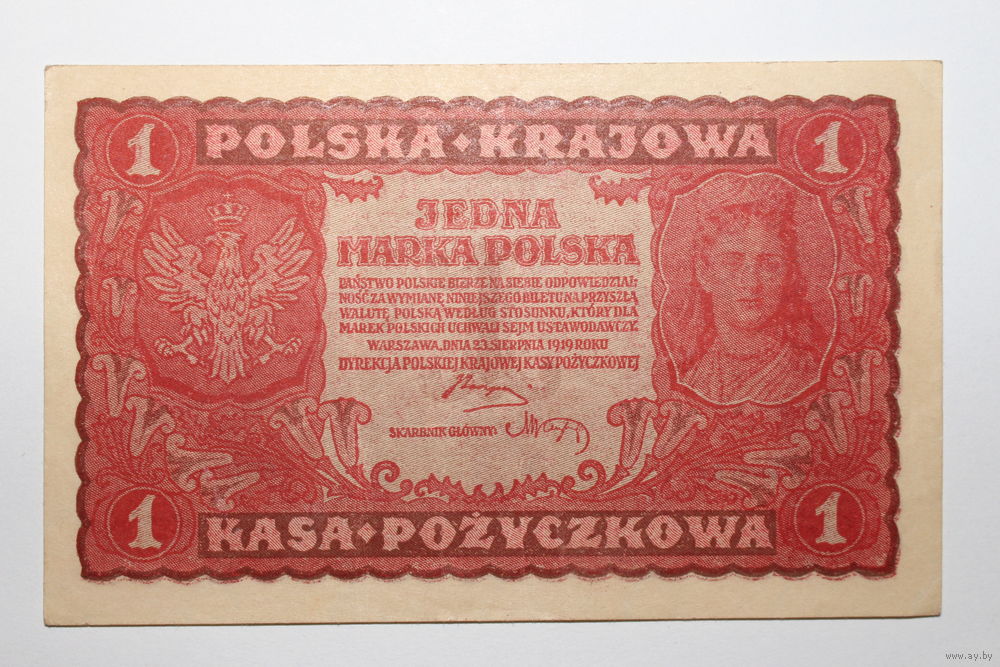 1 POLSKA · KRAJOWA 1
JEDNA
MARKA POLSKA
PAŃSTWO POLSKIE BIERZE NA SIEBIE ODPOWIEDZIAL-
NOŚĆ ZA WYMIANĘ NINIEJSZEGO BILETU NA PRZYSZŁĄ
WALUTĘ POLSKĄ WEDŁUG STOSUNKU, KTÓRY DLA
MAREK POLSKICH UCHWALI SEJM USTAWODAWCZY.
WARSZAWA, DNIA 23. SIERPNIA 1919 ROKU
DYREKCJA POLSKIEJ KRAJOWEJ KASY POŻYCZKOWEJ
SKARBNIK GŁÓWNY:
1 KASA · POŻYCZKOWA 1
www.ay.by